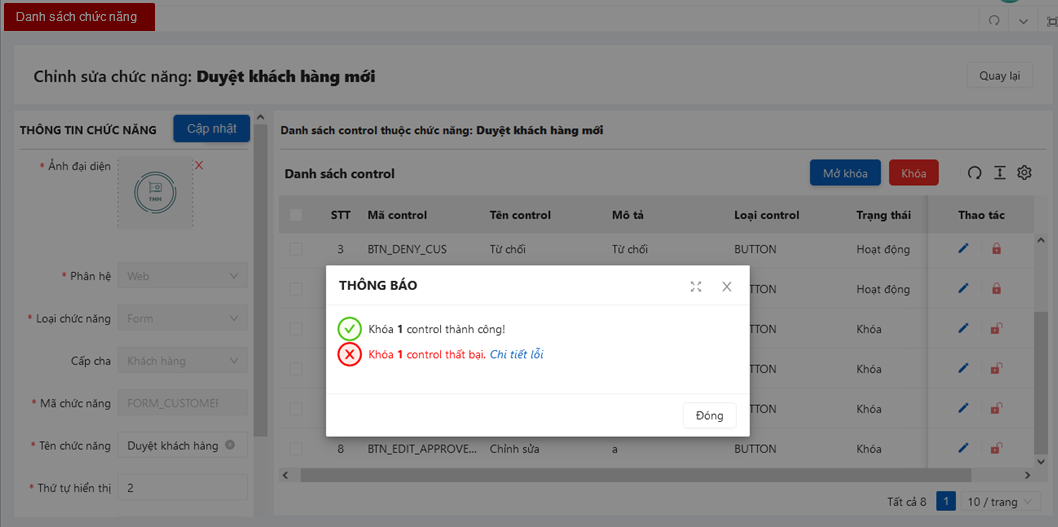 Danh sách chức năng
Chỉnh sửa chức năng: Duyệt khách hàng mới
Quay lại
THÔNG TIN CHỨC NĂNG
Cập nhật
* Ảnh đại diện
TMM
* Phân hệ
Web
* Loại chức năng
Form
Cấp cha
Khách hàng
* Mã chức năng
FORM_CUSTOMER
* Tên chức năng
Duyệt khách hàng
* Thứ tự hiển thị
2
Danh sách control thuộc chức năng: Duyệt khách hàng mới
Danh sách control
Mở khóa
Khóa
STT Mã control Tên control Mô tả Loại control Trạng thái Thao tác
3 BTN_DENY_CUS Từ chối Từ chối BUTTON Hoạt động
TTON Hoạt động
TTON Khóa
TTON Khóa
TTON Khóa
8 BTN_EDIT_APPROVE... Chỉnh sửa a BUTTON Khóa
Tất cả 8 1 10 / trang
THÔNG BÁO
Khóa 1 control thành công!
Khóa 1 control thất bại. Chi tiết lỗi
Đóng